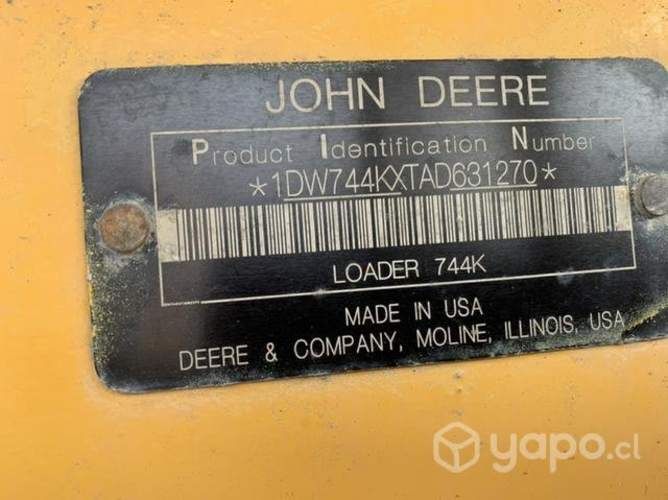 JOHN DEERE
Product Identification Number
*1DW744KXTAD631270*
LOADER 744K
MADE IN USA
DEERE & COMPANY, MOLINE, ILLINOIS, USA
yapo.cl